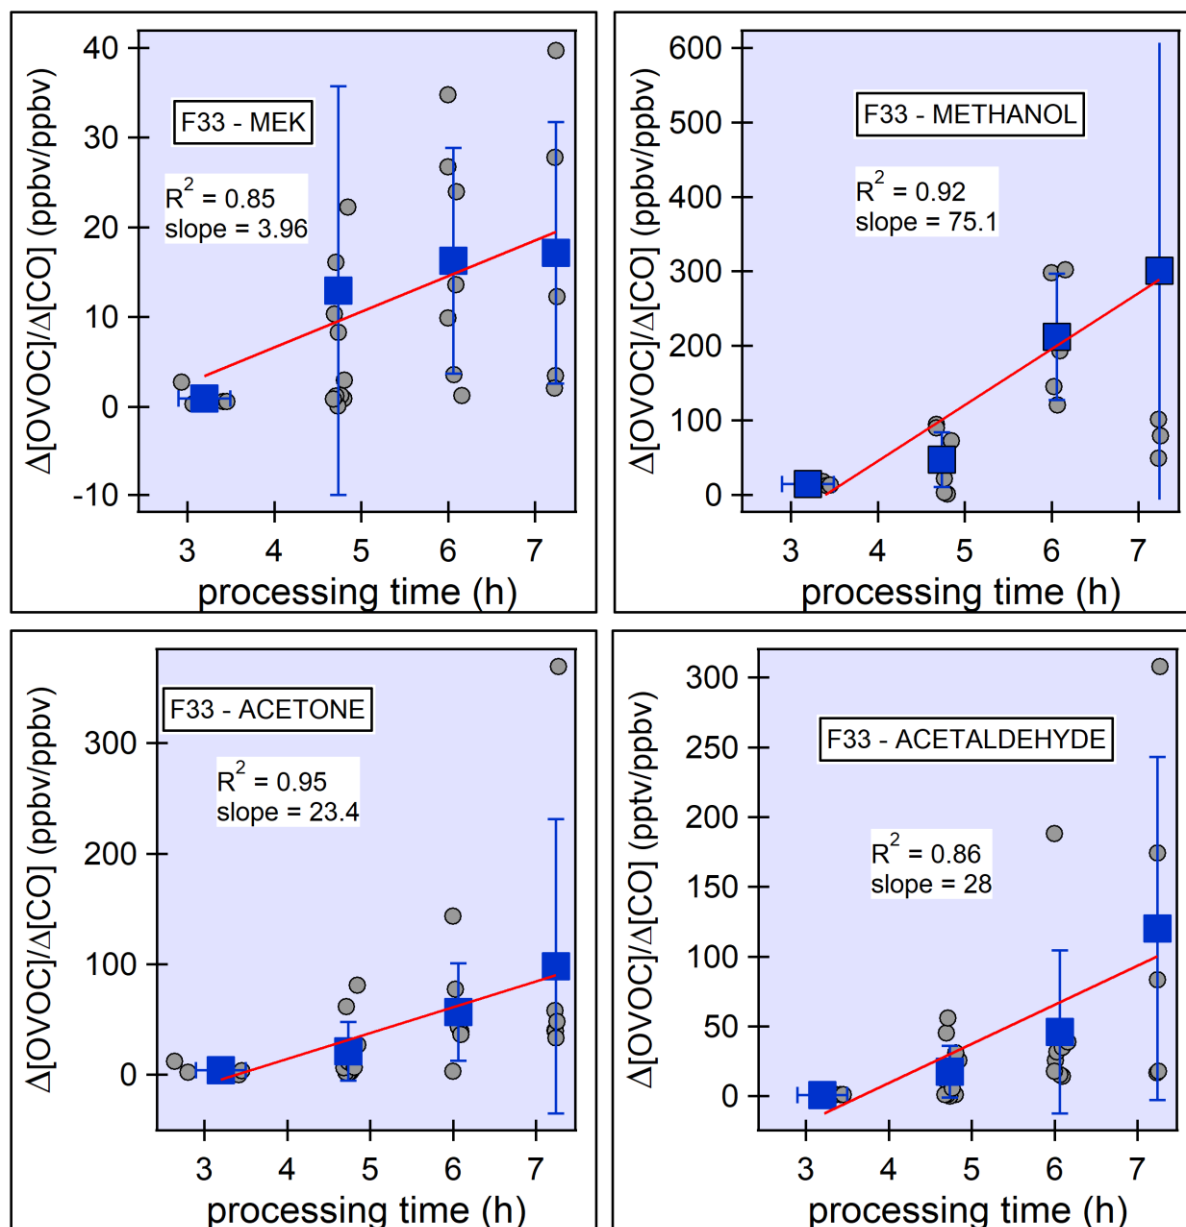 40
30
20
10
0
-10
Δ[OVOC]/Δ[CO] (ppbv/ppbv)
F33 - MEK
R² = 0.85
slope = 3.96
3 4 5 6 7
processing time (h)
600
500
400
300
200
100
0
Δ[OVOC]/Δ[CO] (ppbv/ppbv)
F33 - METHANOL
R² = 0.92
slope = 75.1
3 4 5 6 7
processing time (h)
300
200
100
0
Δ[OVOC]/Δ[CO] (ppbv/ppbv)
F33 - ACETONE
R² = 0.95
slope = 23.4
3 4 5 6 7
processing time (h)
300
250
200
150
100
50
0
Δ[OVOC]/Δ[CO] (pptv/ppbv)
F33 - ACETALDEHYDE
R² = 0.86
slope = 28
3 4 5 6 7
processing time (h)